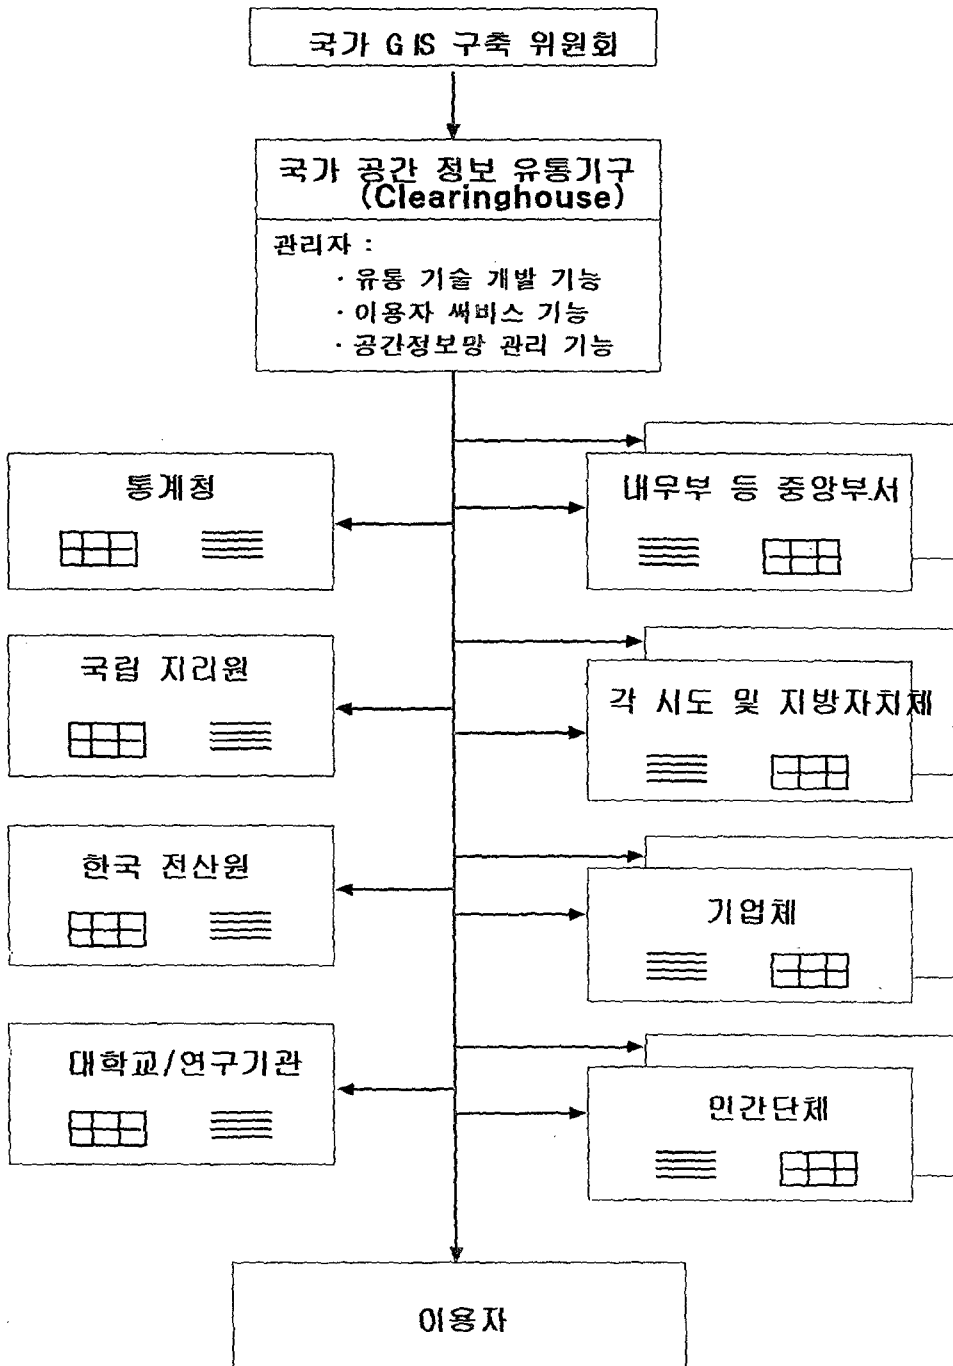 국가 GIS 구축 위원회
국가 공간 정보 유통기구
(Clearinghouse)
관리자 :
· 유통 기술 개발 기능
· 이용자 써비스 기능
· 공간정보망 관리 기능
통계청
내무부 등 중앙부서
국립 지리원
각 시도 및 지방자치체
한국 전산원
기업체
대학교/연구기관
민간단체
이용자